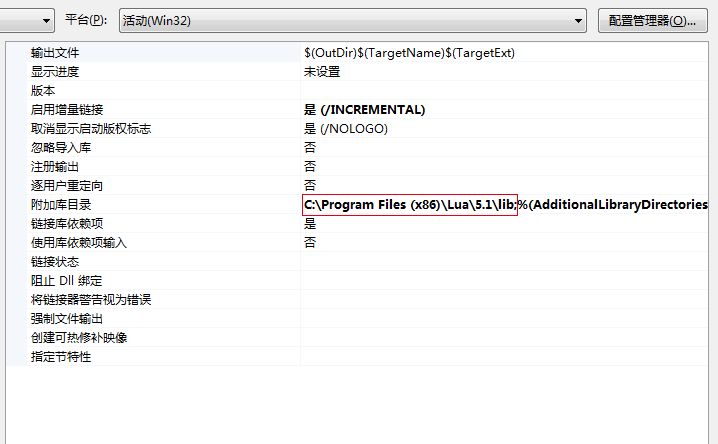 平台(P): 活动(Win32) 配置管理器(O)...
输出文件 $(OutDir)$(TargetName)$(TargetExt)
显示进度 未设置
版本
启用增量链接 是 (/INCREMENTAL)
取消显示启动版权标志 是 (/NOLOGO)
忽略导入库 否
注册输出 否
逐用户重定向 否
附加库目录 C:\Program Files (x86)\Lua\5.1\lib;%(AdditionalLibraryDirectories
链接库依赖项 是
使用库依赖项输入 否
链接状态
阻止 Dll 绑定
将链接器警告视为错误
强制文件输出
创建可热修补映像
指定节特性